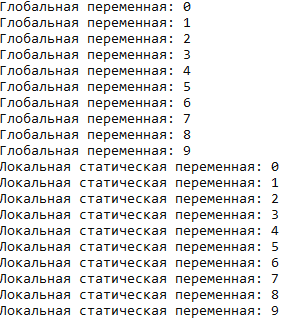 Глобальная переменная: 0
Глобальная переменная: 1
Глобальная переменная: 2
Глобальная переменная: 3
Глобальная переменная: 4
Глобальная переменная: 5
Глобальная переменная: 6
Глобальная переменная: 7
Глобальная переменная: 8
Глобальная переменная: 9
Локальная статическая переменная: 0
Локальная статическая переменная: 1
Локальная статическая переменная: 2
Локальная статическая переменная: 3
Локальная статическая переменная: 4
Локальная статическая переменная: 5
Локальная статическая переменная: 6
Локальная статическая переменная: 7
Локальная статическая переменная: 8
Локальная статическая переменная: 9